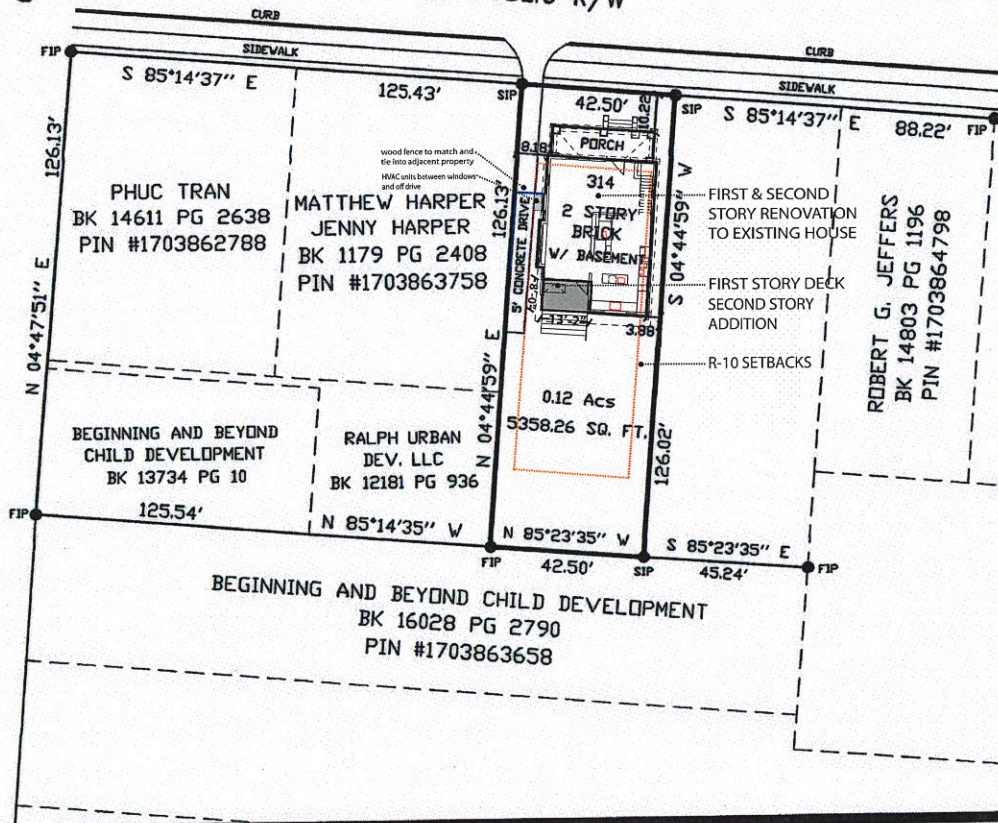 R/W
CURB
CURB
FIP
SIDEWALK
SIDEWALK
S 85°14'37" E
125.43'
SIP
42.50'
SIP
S 85°14'37" E
88.22'
FIP
10.22'
126.13'
PHUC TRAN
BK 14611 PG 2638
PIN #1703862788
wood fence to match and
tie into adjacent property
HVAC units between windows
and off drive
MATTHEW HARPER
JENNY HARPER
BK 1179 PG 2408
PIN #1703863758
126.13'
8.18'
PORCH
314
2 STORY
BRICK
W/ BASEMENT
5' CONCRETE DRIVE
13'-2"
3.88'
S 04°44'59" W
FIRST & SECOND
STORY RENOVATION
TO EXISTING HOUSE
FIRST STORY DECK
SECOND STORY
ADDITION
R-10 SETBACKS
ROBERT G. JEFFERS
BK 14803 PG 1196
PIN #1703864798
N 04°47'51" E
N 04°44'59" E
0.12 Acs
5358.26 SQ. FT.
126.02'
BEGINNING AND BEYOND
CHILD DEVELOPMENT
BK 13734 PG 10
RALPH URBAN
DEV. LLC
BK 12181 PG 936
FIP
125.54'
N 85°14'35" W
FIP
N 85°23'35" W
42.50'
SIP
S 85°23'35" E
45.24'
FIP
BEGINNING AND BEYOND CHILD DEVELOPMENT
BK 16028 PG 2790
PIN #1703863658